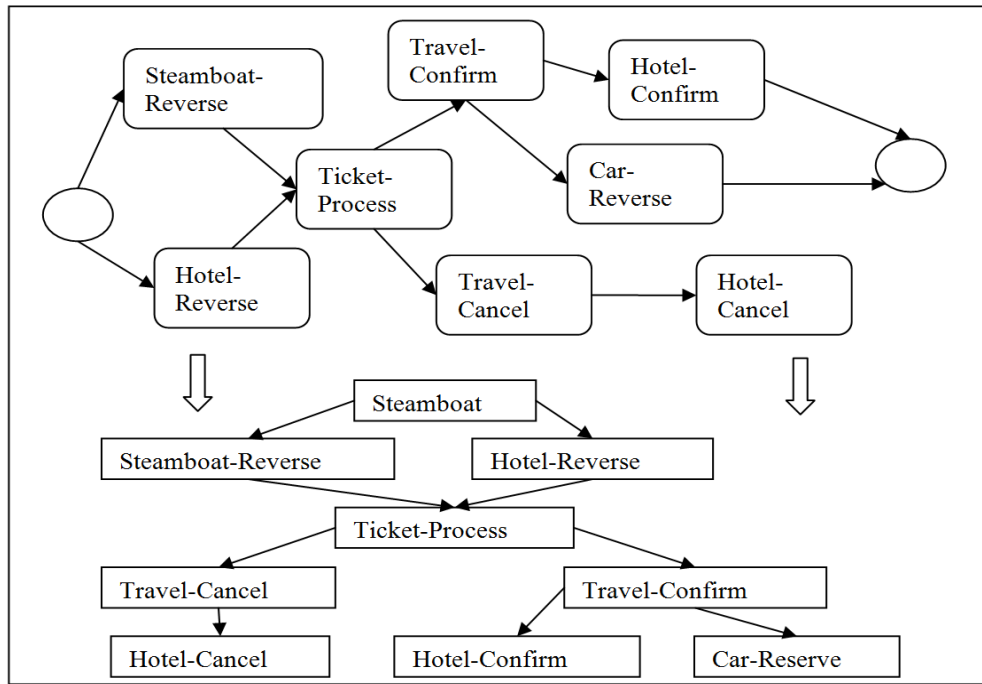 Travel-
Confirm
Steamboat-
Reverse
Hotel-
Confirm
Ticket-
Process
Car-
Reverse
Hotel-
Reverse
Travel-
Cancel
Hotel-
Cancel
Steamboat
Steamboat-Reverse
Hotel-Reverse
Ticket-Process
Travel-Cancel
Travel-Confirm
Hotel-Cancel
Hotel-Confirm
Car-Reserve